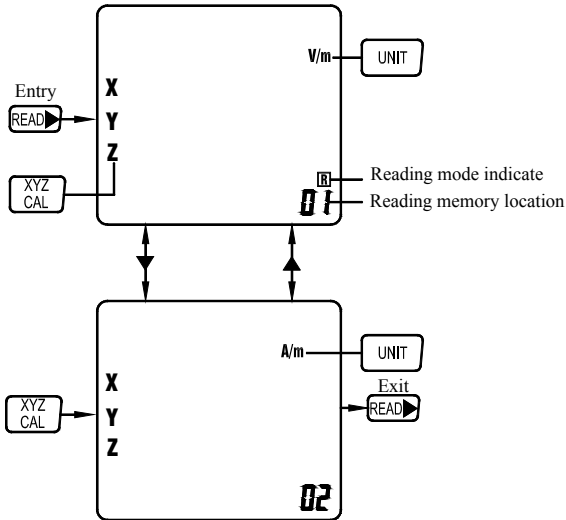 V/m
UNIT
Entry
X
READ▶
Y
Z
XYZ
CAL
R
Reading mode indicate
01
Reading memory location
A/m
UNIT
X
Exit
XYZ
CAL
Y
READ▶
Z
02